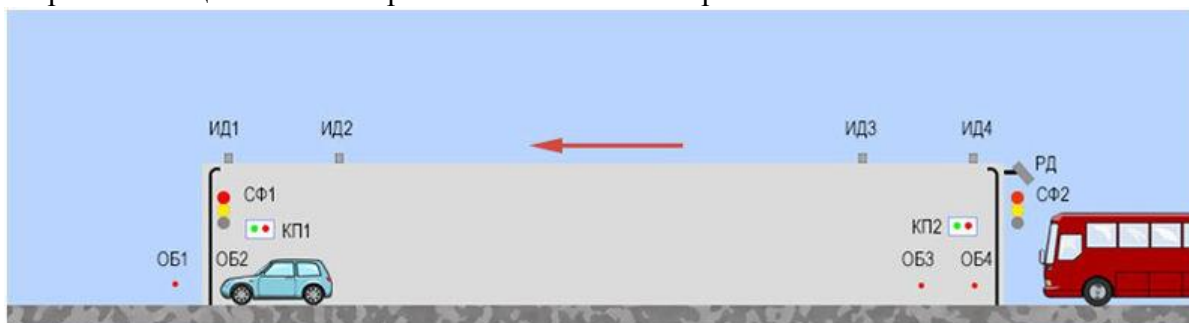 ИД1 ИД2 ИД3 ИД4
РД
СФ1 СФ2
КП1 КП2
ОБ1 ОБ2 ОБ3 ОБ4